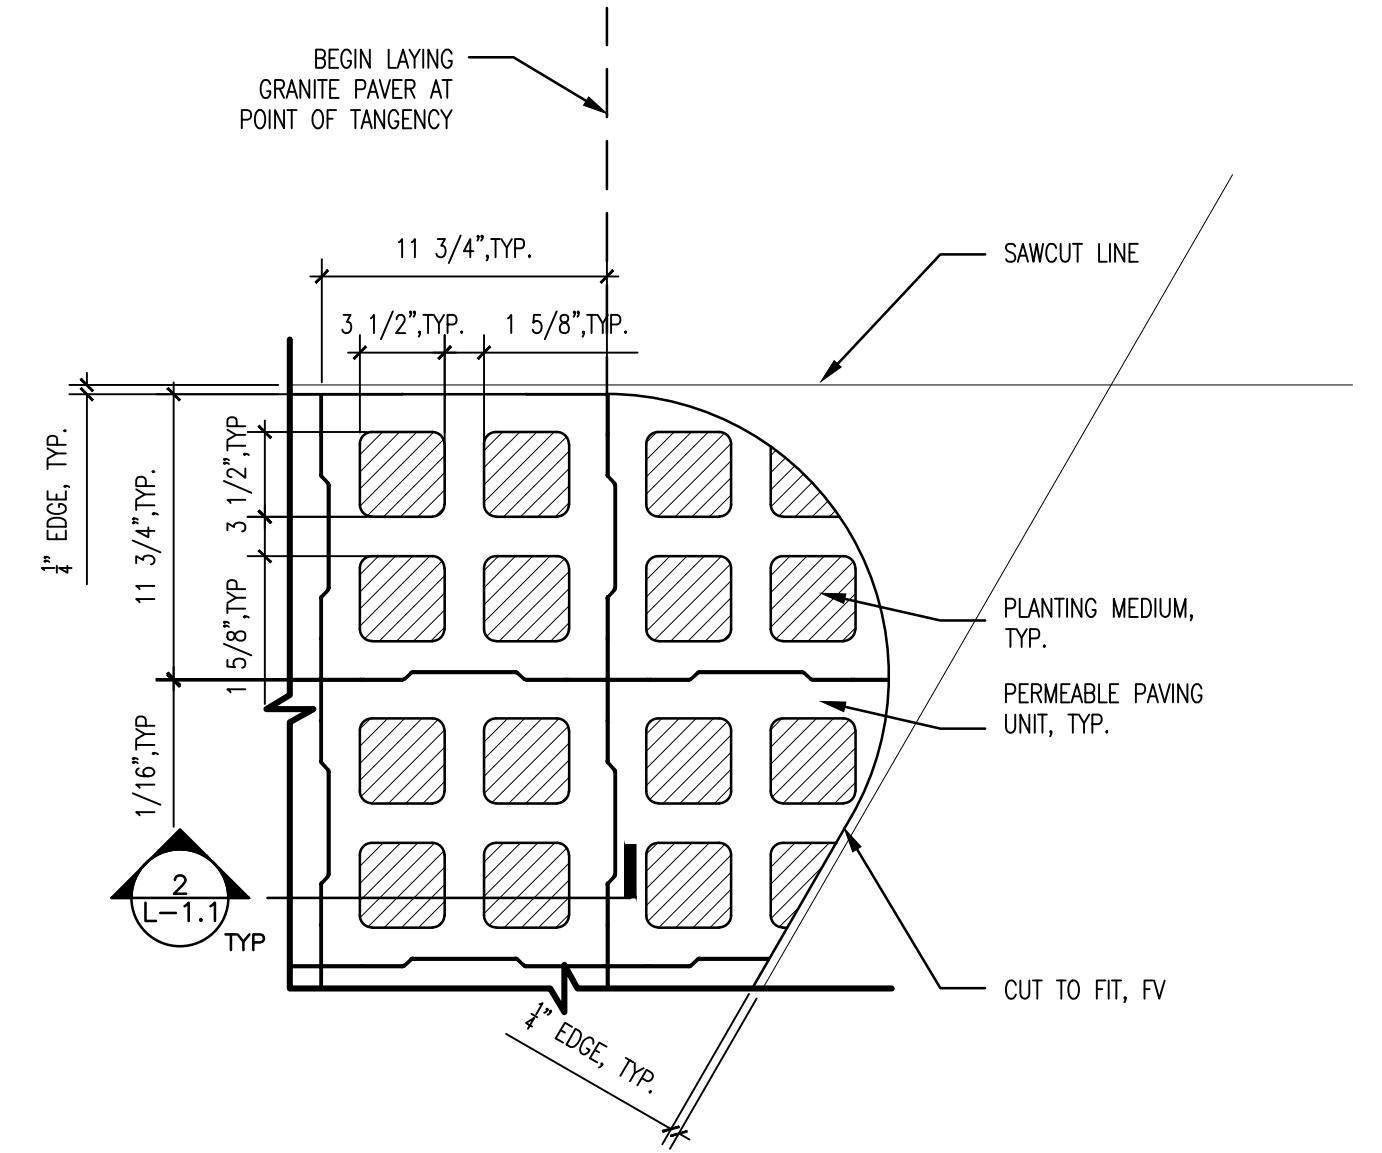 BEGIN LAYING
GRANITE PAVER AT
POINT OF TANGENCY
11 3/4",TYP.
SAWCUT LINE
3 1/2",TYP.
1 5/8",TYP.
1/4" EDGE, TYP.
11 3/4",TYP.
3 1/2",TYP
1 5/8",TYP
PLANTING MEDIUM,
TYP.
PERMEABLE PAVING
UNIT, TYP.
1/16",TYP
2
L-1.1
TYP
CUT TO FIT, FV
1/4" EDGE, TYP.